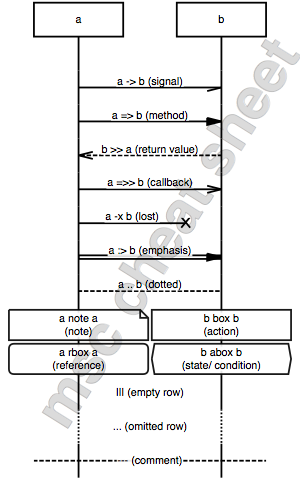 a b
a -> b (signal)
a => b (method)
b >> a (return value)
a =>> b (callback)
a -x b (lost)
a :> b (emphasis)
a .. b (dotted)
a note a
(note)
b box b
(action)
a rbox a
(reference)
b abox b
(state/ condition)
III (empty row)
... (omitted row)
(comment)
msc cheat sheet